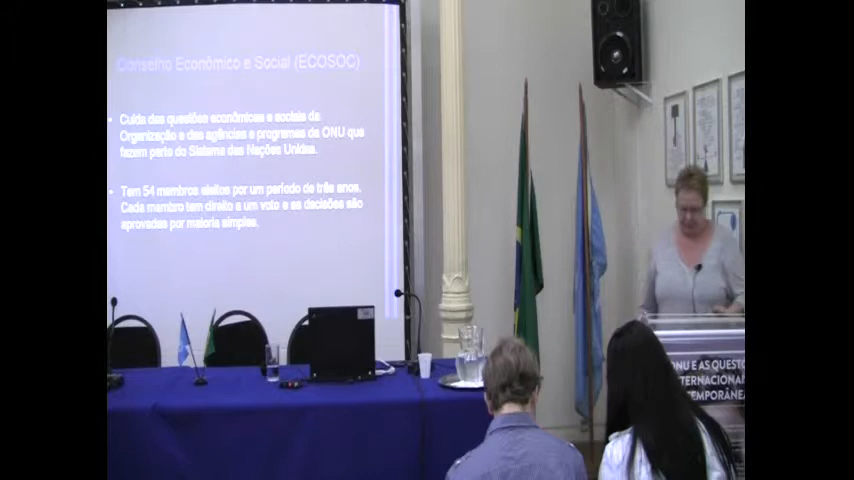 Conselho Econômico e Social (ECOSOC)
• Cuida das questões econômicas e sociais da
Organização e das agências e programas da ONU que
fazem parte do Sistema das Nações Unidas.
• Tem 54 membros eleitos por um período de três anos.
Cada membro tem direito a um voto e as decisões são
aprovadas por maioria simples.
ONU E AS QUESTÕ
TERNACIONAI
TEMPORÂNEA